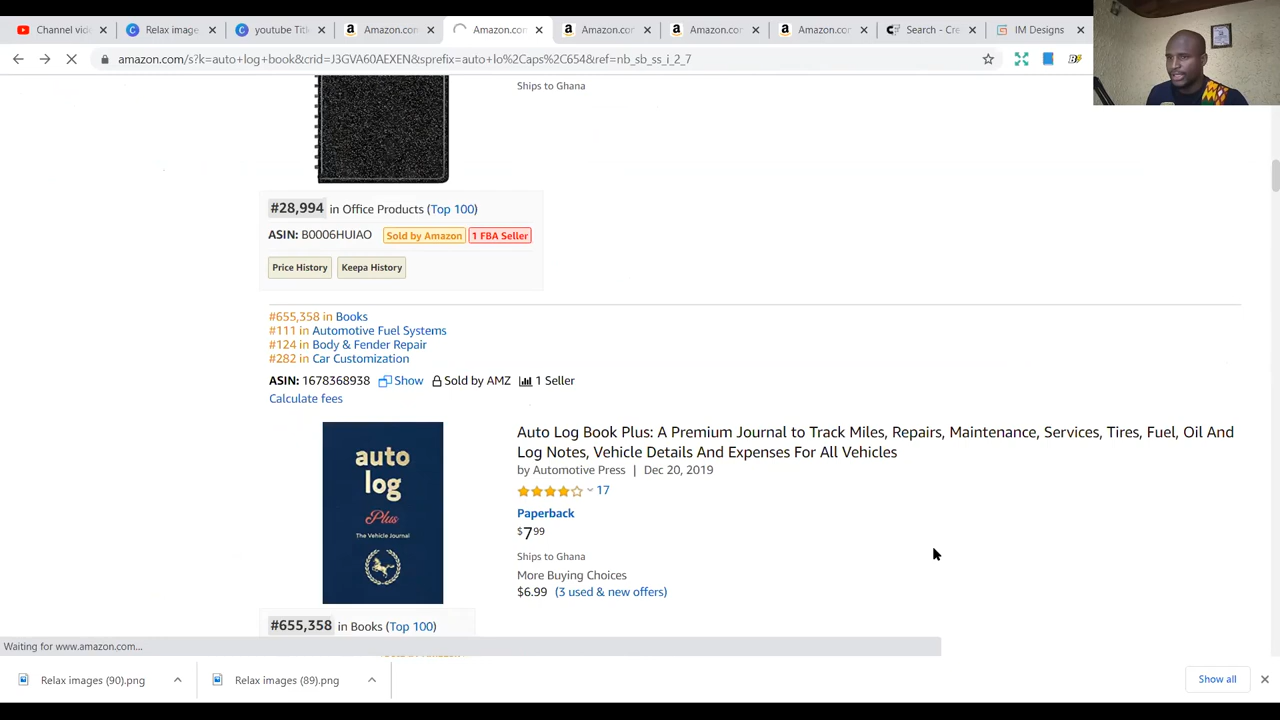 Channel vid
Relax image
youtube Titl
Amazon.com
Amazon.com
Amazon.com
Amazon.com
Amazon.com
Search - Cre
IM Designs
amazon.com/s?k=auto+log+book&crid=J3GVA60AEXEN&sprefix=auto+lo%2Caps%2C654&ref=nb_sb_ss_i_2_7
Ships to Ghana
#28,994 in Office Products (Top 100)
ASIN: B0006HUIAO Sold by Amazon 1 FBA Seller
Price History Keepa History
#655,358 in Books
#111 in Automotive Fuel Systems
#124 in Body & Fender Repair
#282 in Car Customization
ASIN: 1678368938 Show Sold by AMZ 1 Seller
Calculate fees
auto
log
Plus
The Vehicle Journal
Auto Log Book Plus: A Premium Journal to Track Miles, Repairs, Maintenance, Services, Tires, Fuel, Oil And
Log Notes, Vehicle Details And Expenses For All Vehicles
by Automotive Press | Dec 20, 2019
17
Paperback
$7.99
Ships to Ghana
More Buying Choices
$6.99 (3 used & new offers)
#655,358 in Books (Top 100)
Waiting for www.amazon.com...
Relax images (90).png
Relax images (89).png
Show all